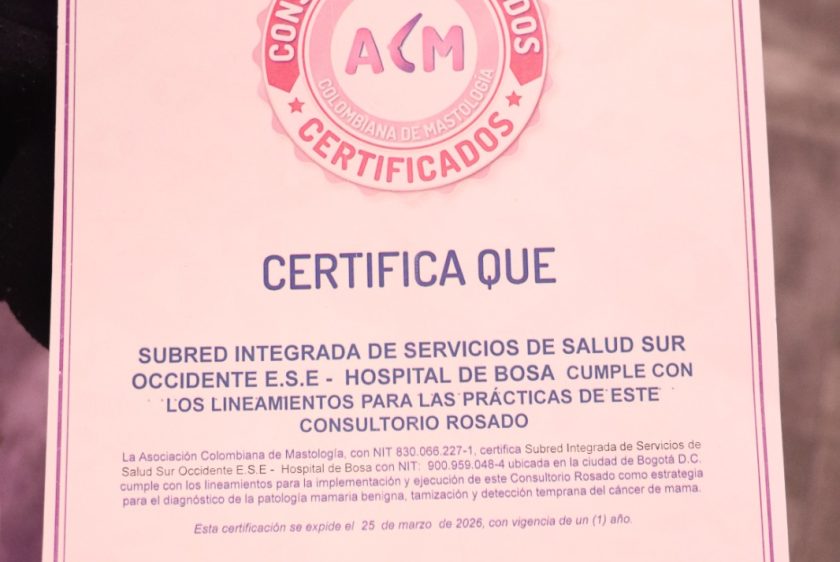 CONS
DOS
ACM
COLOMBIANA DE MASTOLOGÍA
CERTIFICADOS
CERTIFICA QUE
SUBRED INTEGRADA DE SERVICIOS DE SALUD SUR
OCCIDENTE E.S.E - HOSPITAL DE BOSA CUMPLE CON
LOS LINEAMIENTOS PARA LAS PRÁCTICAS DE ESTE
CONSULTORIO ROSADO
La Asociación Colombiana de Mastología, con NIT 830.066.227-1, certifica Subred Integrada de Servicios de
Salud Sur Occidente E.S.E - Hospital de Bosa con NIT: 900.959.048-4 ubicada en la ciudad de Bogotá D.C.
cumple con los lineamientos para la implementación y ejecución de este Consultorio Rosado como estrategia
para el diagnóstico de la patología mamaria benigna, tamización y detección temprana del cáncer de mama.
Esta certificación se expide el 25 de marzo de 2026, con vigencia de un (1) año.